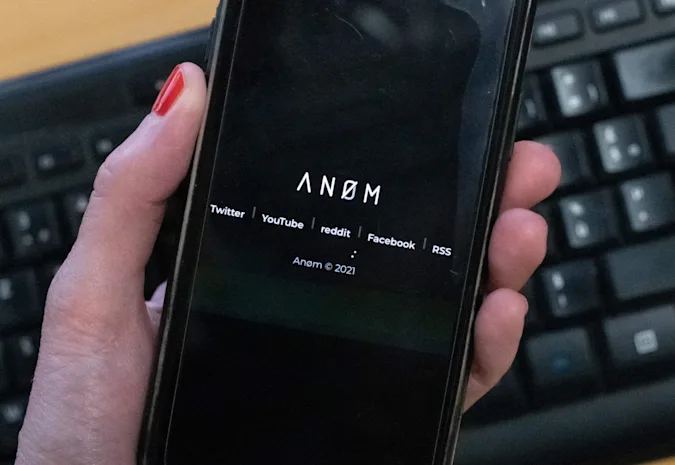 ΛNØM
Twitter | YouTube | reddit | Facebook | RSS
Anøm © 2021